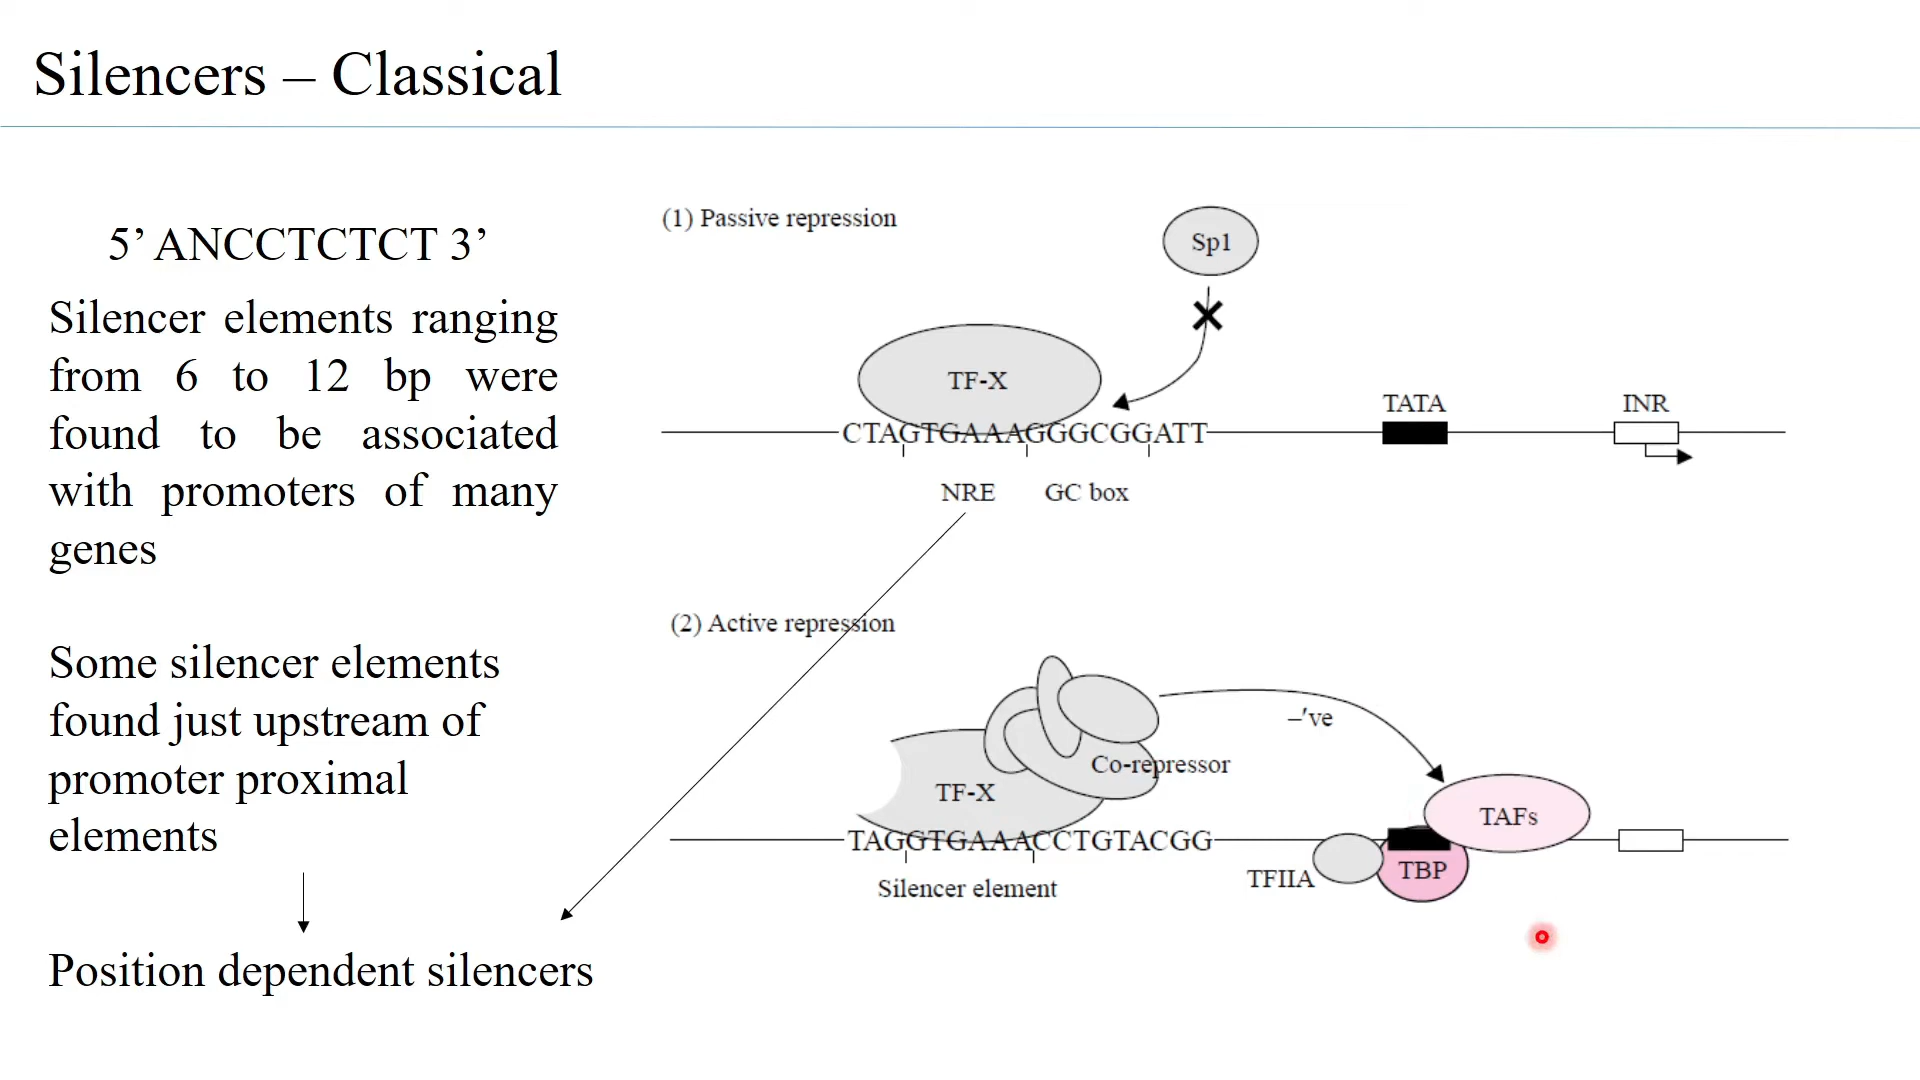 Silencers – Classical
5’ ANCCTCTCT 3’
Silencer elements ranging
from 6 to 12 bp were
found to be associated
with promoters of many
genes
Some silencer elements
found just upstream of
promoter proximal
elements
Position dependent silencers
(1) Passive repression
Sp1
TF-X
CTAGTGAAAGGGCGGATT
TATA
INR
NRE
GC box
(2) Active repression
–′ve
Co-repressor
TF-X
TAFs
TAGGTGAAACCTGTACGG
TBP
TFIIA
Silencer element